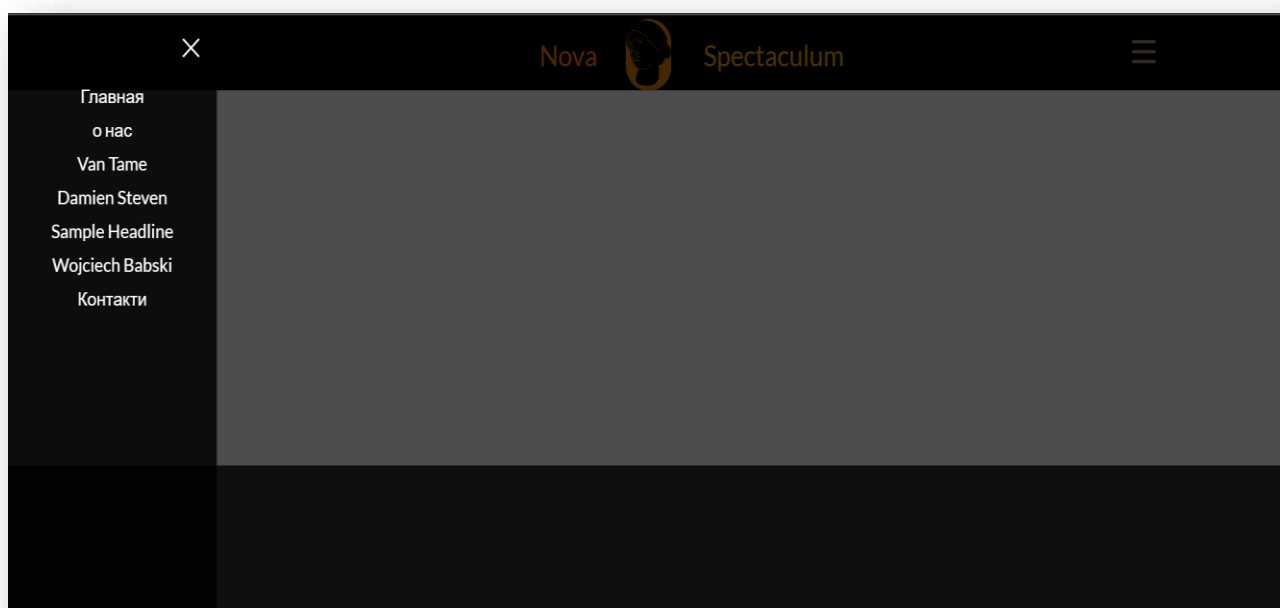 Nova Spectaculum
Главная
о нас
Van Tame
Damien Steven
Sample Headline
Wojciech Babski
Контакти